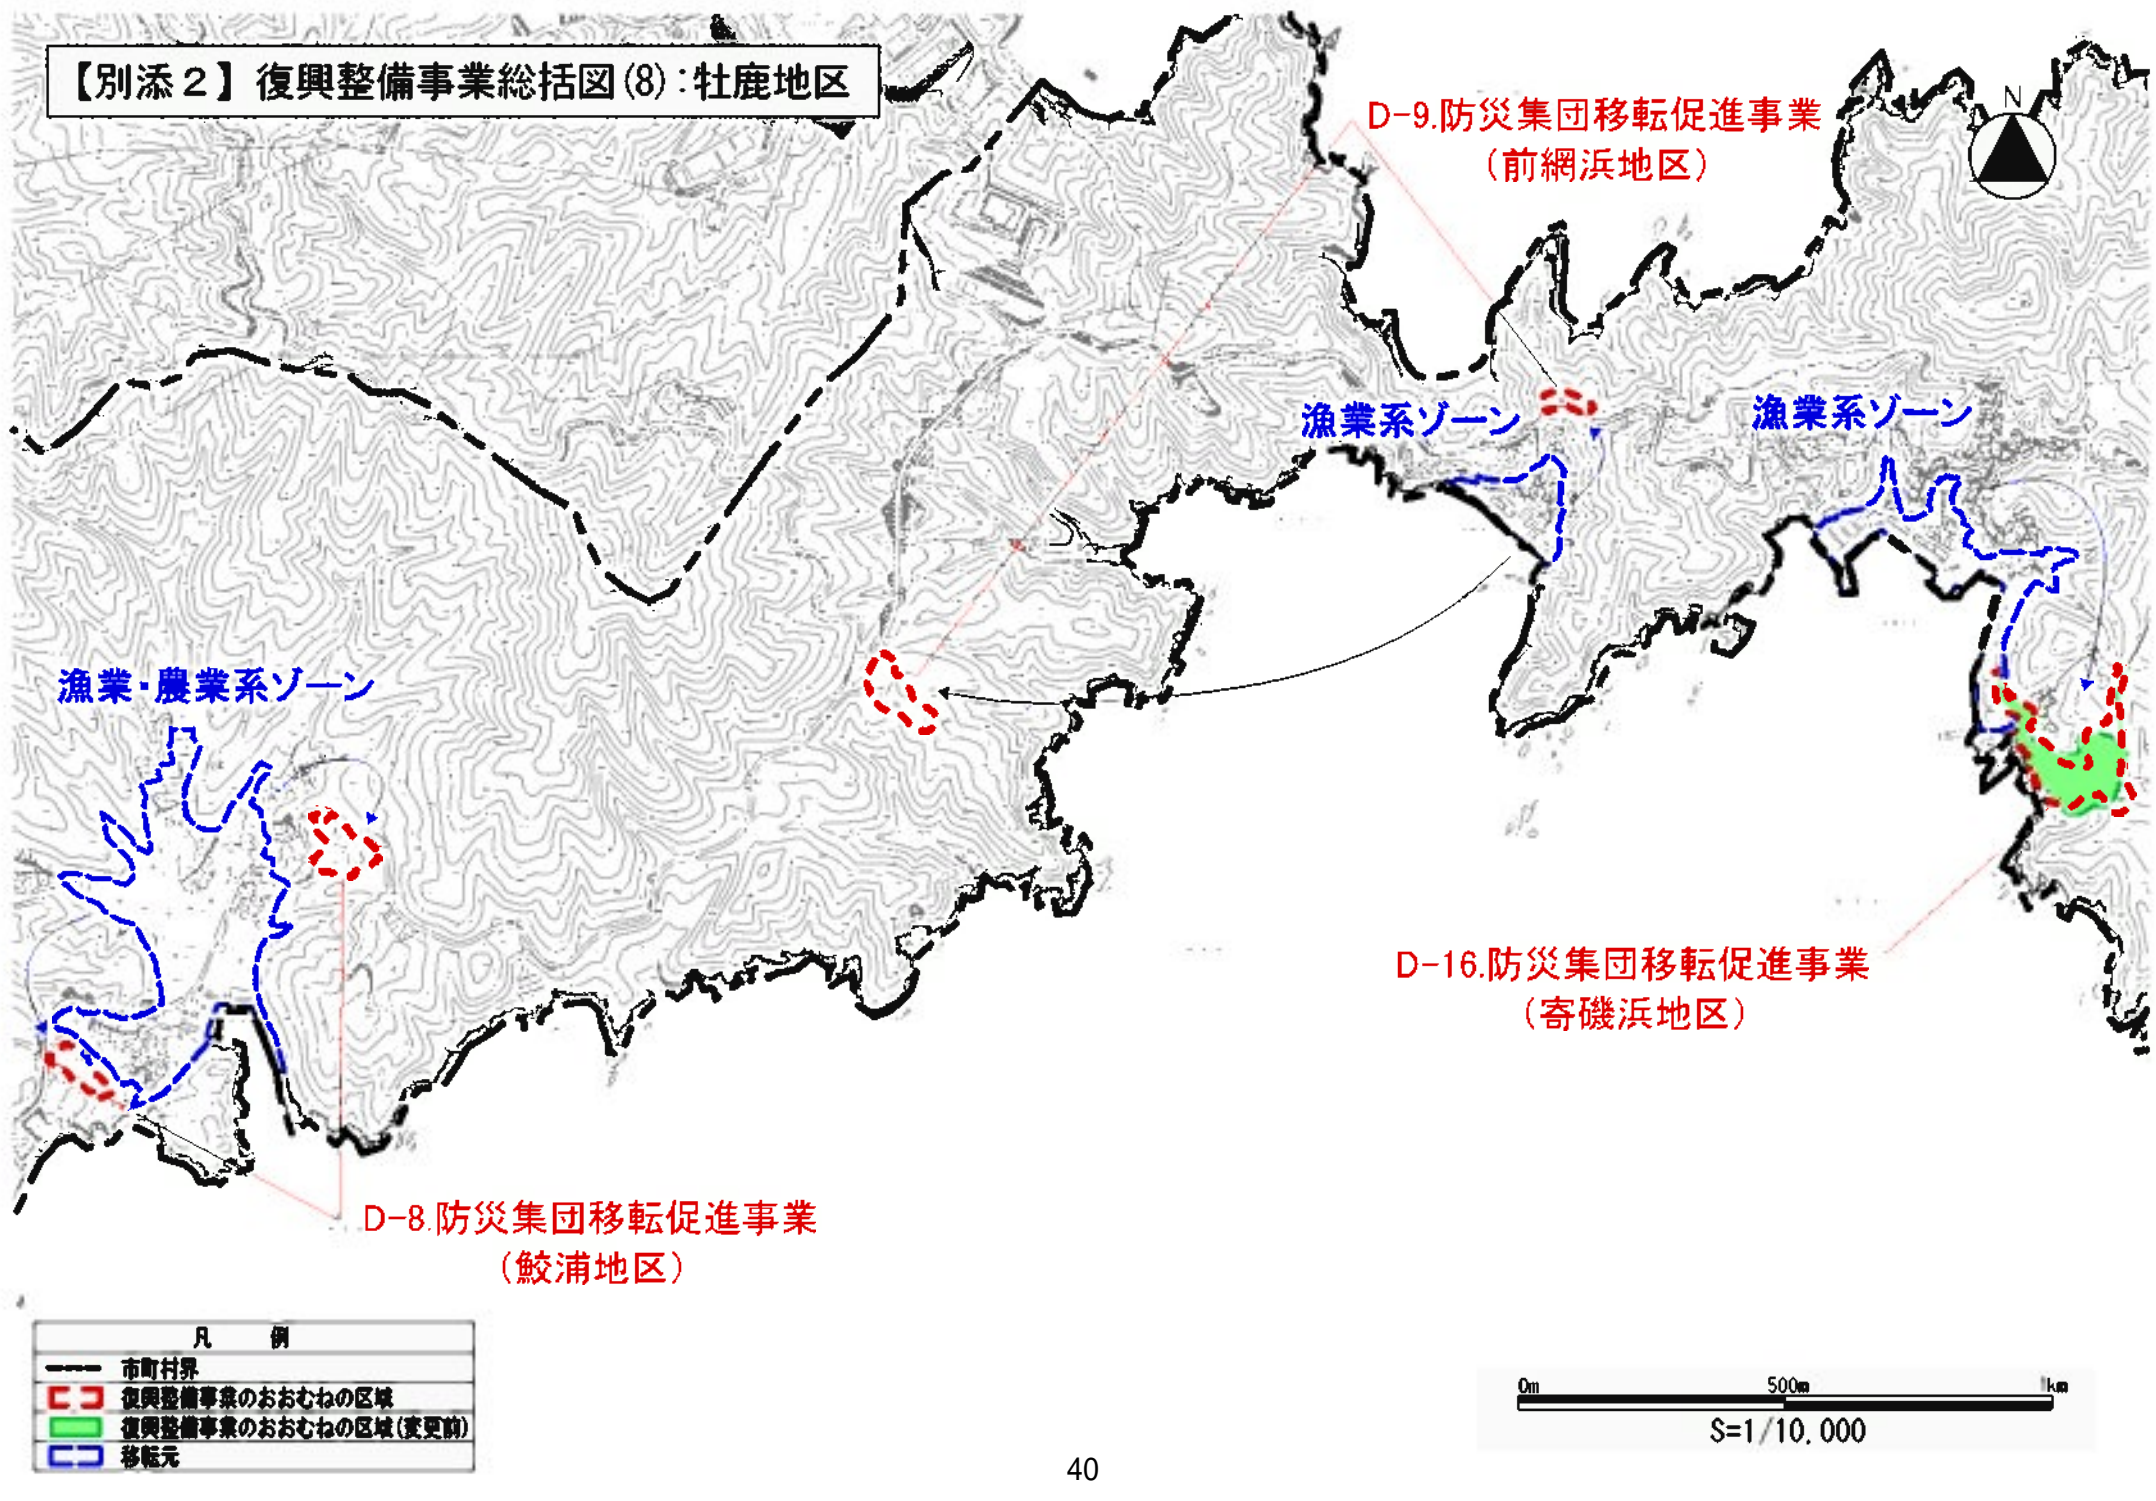 【別添２】復興整備事業総括図(8):牡鹿地区
N
D-9.防災集団移転促進事業
(前網浜地区)
漁業系ゾーン
漁業系ゾーン
漁業・農業系ゾーン
D-16.防災集団移転促進事業
(寄磯浜地区)
D-8.防災集団移転促進事業
(鮫浦地区)
凡 例
市町村界
復興整備事業のおおむねの区域
復興整備事業のおおむねの区域(変更前)
移転元
0m 500m 1km
S=1/10,000
40